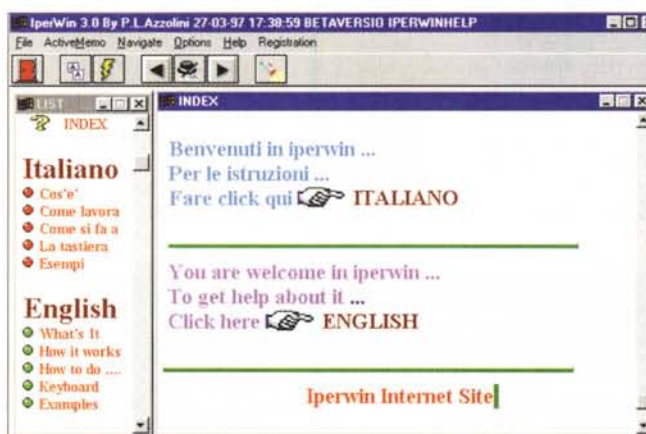 IperWin 3.0 By P.L.Azzolini 27-03-97 17:38:59 BETAVERSIO IPERWINHELP
File ActiveMemo Navigate Options Help Registration
LIST
INDEX
Italiano
Cos'e'
Come lavora
Come si fa a
La tastiera
Esempi
English
What's It
How it works
How to do ....
Keyboard
Examples
INDEX
Benvenuti in iperwin ...
Per le istruzioni ...
Fare click qui ITALIANO
You are welcome in iperwin ...
To get help about it ...
Click here ENGLISH
Iperwin Internet Site